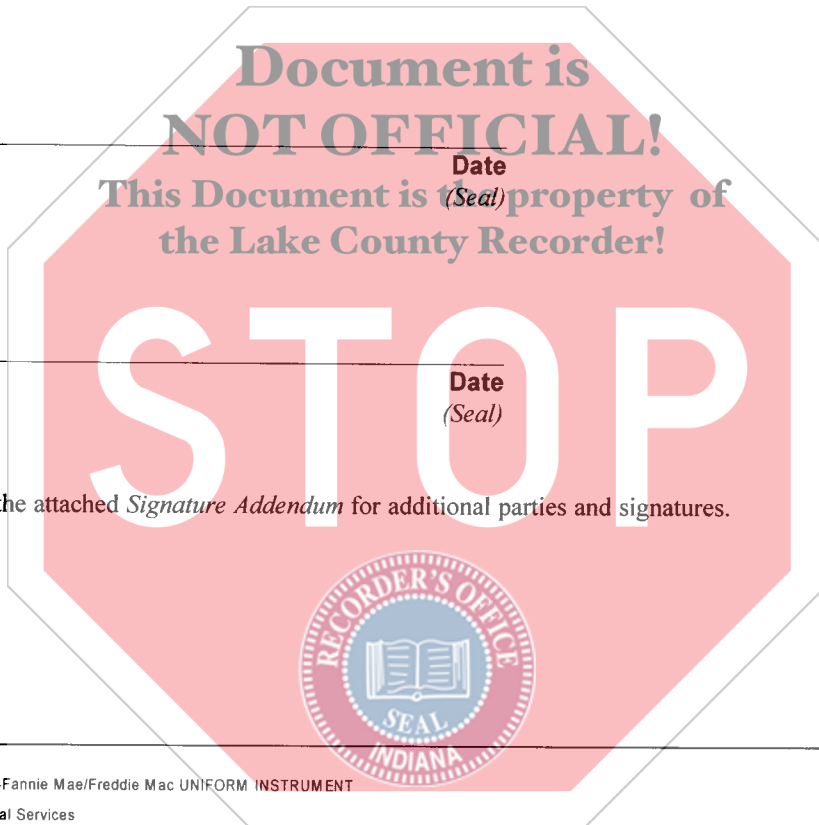 Document is
NOT OFFICIAL!
Date
This Document is the property of
(Seal)
the Lake County Recorder!
STOP
Date
(Seal)
the attached Signature Addendum for additional parties and signatures.
RECORDER'S OFFICE
SEAL
INDIANA
-Fannie Mae/Freddie Mac UNIFORM INSTRUMENT
al Services